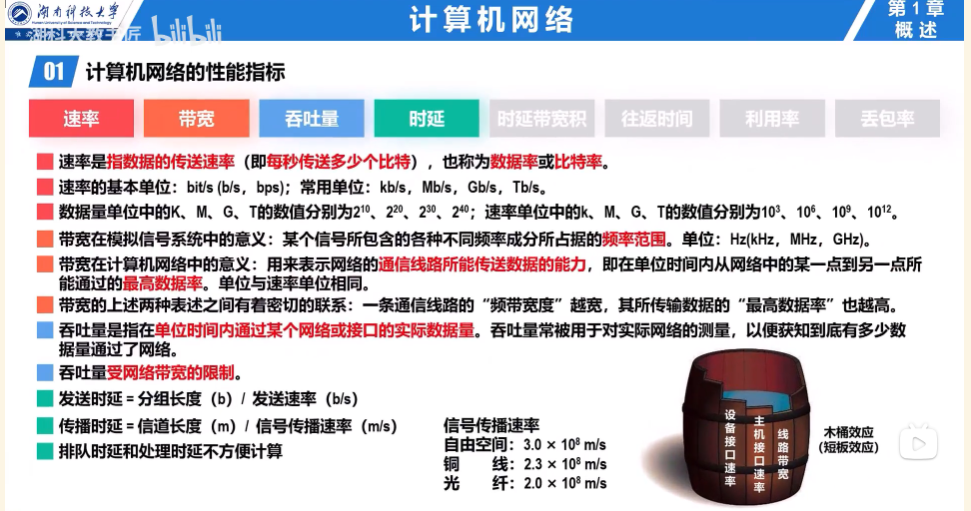 湖南科技大学
Hunan University of Science and Technology
湖科大教书匠
bilibili
计算机网络
第1章
概述
01 计算机网络的性能指标
速率 带宽 吞吐量 时延 时延带宽积 往返时间 利用率 丢包率
速率是指数据的传送速率（即每秒传送多少个比特），也称为数据率或比特率。
速率的基本单位：bit/s (b/s，bps)；常用单位：kb/s，Mb/s，Gb/s，Tb/s。
数据量单位中的K、M、G、T的数值分别为2¹⁰、2²⁰、2³⁰、2⁴⁰；速率单位中的k、M、G、T的数值分别为10³、10⁶、10⁹、10¹²。
带宽在模拟信号系统中的意义：某个信号所包含的各种不同频率成分所占据的频率范围。单位：Hz(kHz，MHz，GHz)。
带宽在计算机网络中的意义：用来表示网络的通信线路所能传送数据的能力，即在单位时间内从网络中的某一点到另一点所
能通过的最高数据率。单位与速率单位相同。
带宽的上述两种表述之间有着密切的联系：一条通信线路的“频带宽度”越宽，其所传输数据的“最高数据率”也越高。
吞吐量是指在单位时间内通过某个网络或接口的实际数据量。吞吐量常被用于对实际网络的测量，以便获知到底有多少数
据量通过了网络。
吞吐量受网络带宽的限制。
发送时延 = 分组长度（b）/ 发送速率（b/s）
传播时延 = 信道长度（m）/ 信号传播速率（m/s）
排队时延和处理时延不方便计算
信号传播速率
自由空间：3.0 × 10⁸ m/s
铜 线：2.3 × 10⁸ m/s
光 纤：2.0 × 10⁸ m/s
设备接口速率
主机接口速率
线路带宽
木桶效应
(短板效应)